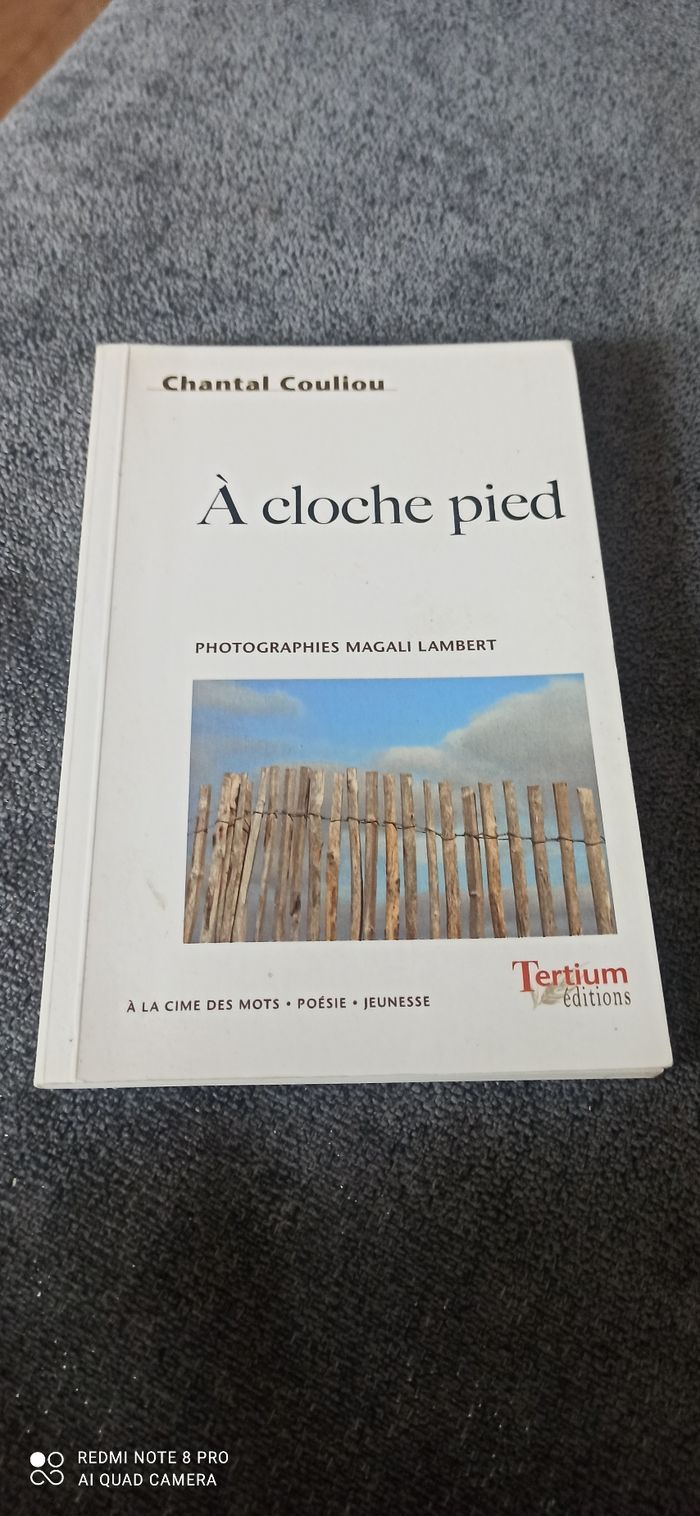 Chantal Couliou
À cloche pied
PHOTOGRAPHIES MAGALI LAMBERT
Tertium
éditions
À LA CIME DES MOTS • POÉSIE • JEUNESSE
REDMI NOTE 8 PRO
AI QUAD CAMERA